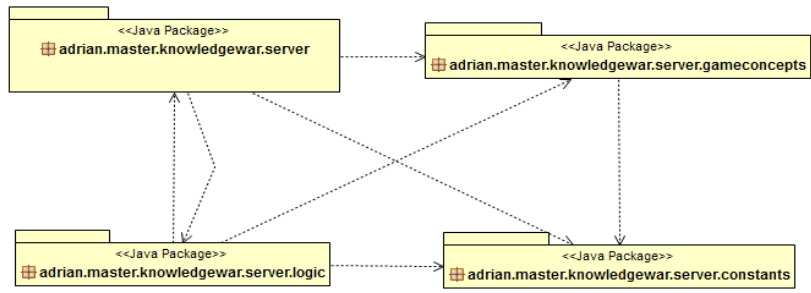 <<Java Package>>
adrian.master.knowledgewar.server
<<Java Package>>
adrian.master.knowledgewar.server.gameconcepts
<<Java Package>>
adrian.master.knowledgewar.server.logic
<<Java Package>>
adrian.master.knowledgewar.server.constants